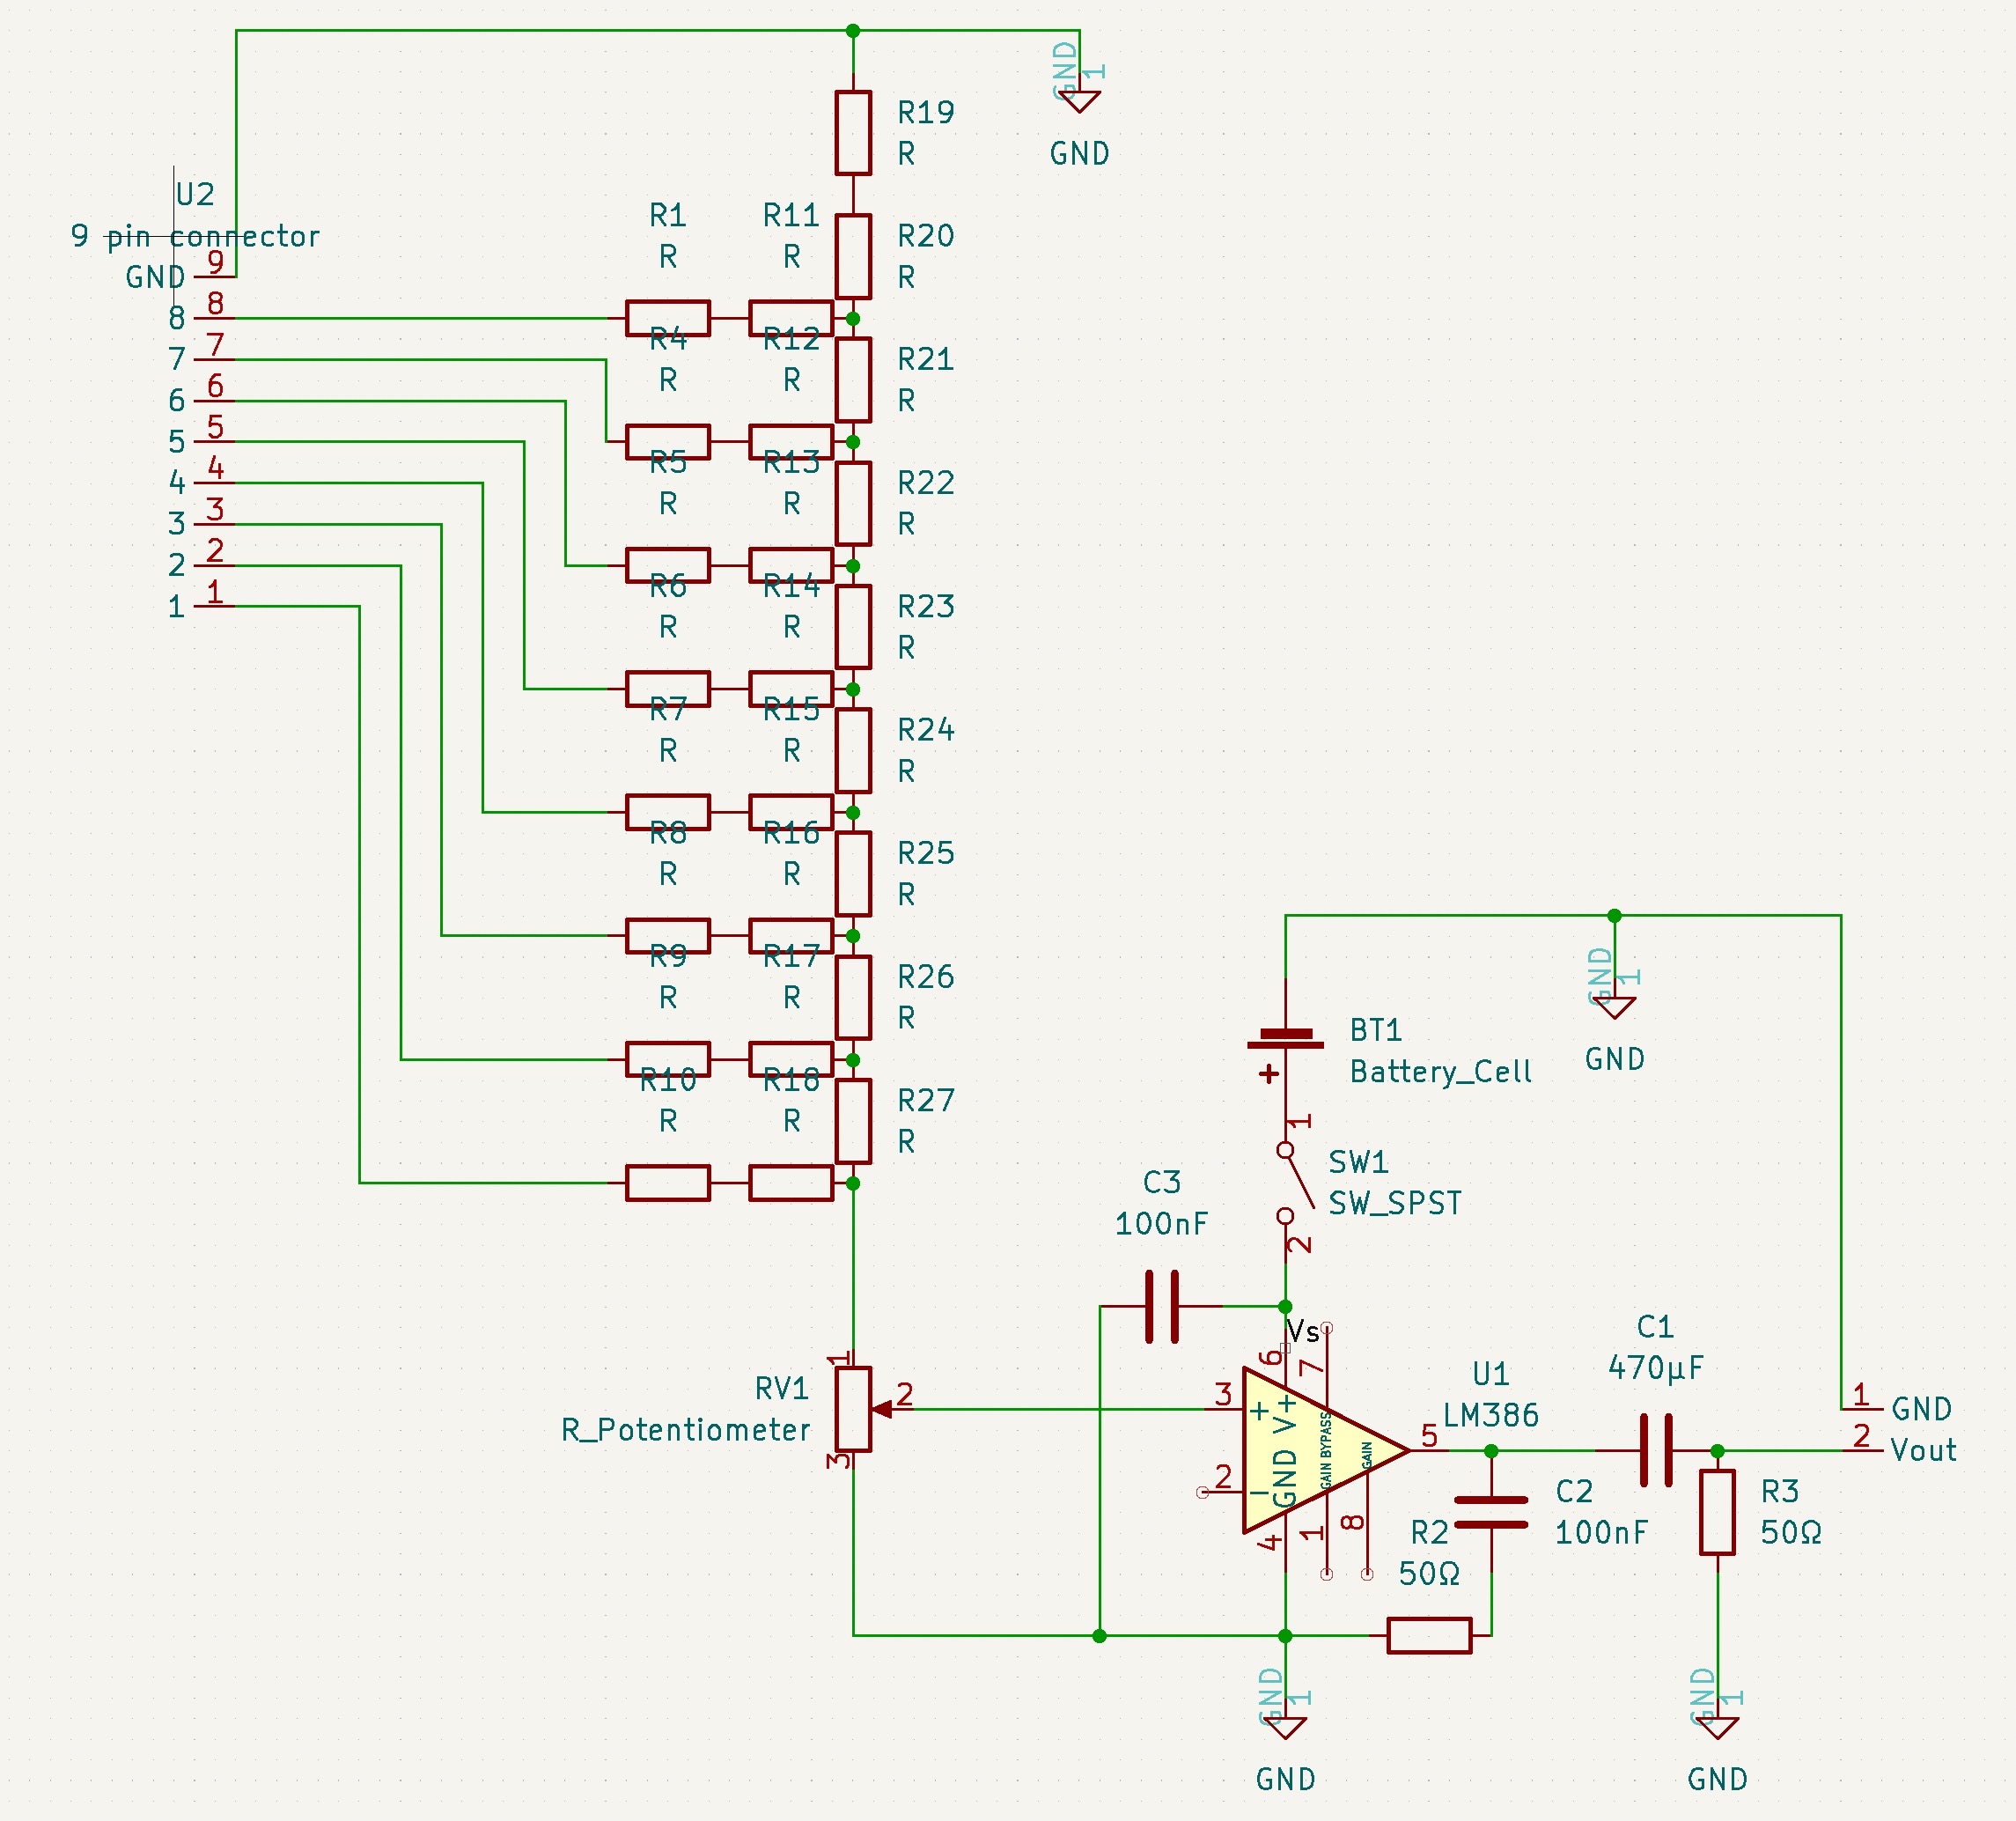 GND
1
GND
R19
R
U2
9 pin connector
R1
R
R11
R
R20
R
GND
9
8
8
7
7
6
6
5
5
4
4
3
3
2
2
1
1
R4
R
R12
R
R21
R
R5
R
R13
R
R22
R
R6
R
R14
R
R23
R
R7
R
R15
R
R24
R
R8
R
R16
R
R25
R
R9
R
R17
R
R26
R
R10
R
R18
R
R27
R
GND
1
GND
BT1
Battery_Cell
+
1
SW1
SW_SPST
2
C3
100nF
Vs
6
7
RV1
R_Potentiometer
1
2
3
3
2
+
−
V+
GND
GAIN
BYPASS
GAIN
4
1
8
5
U1
LM386
C1
470µF
1
GND
2
Vout
C2
100nF
R2
50Ω
R3
50Ω
GND
1
GND
GND
1
GND